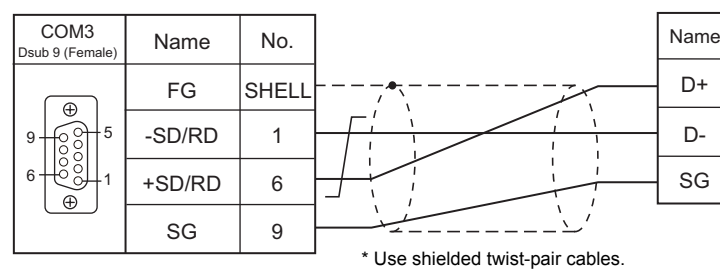 COM3
Dsub 9 (Female)
Name
No.
Name
FG
SHELL
D+
-SD/RD
1
D-
+SD/RD
6
SG
SG
9
9
5
6
1
* Use shielded twist-pair cables.